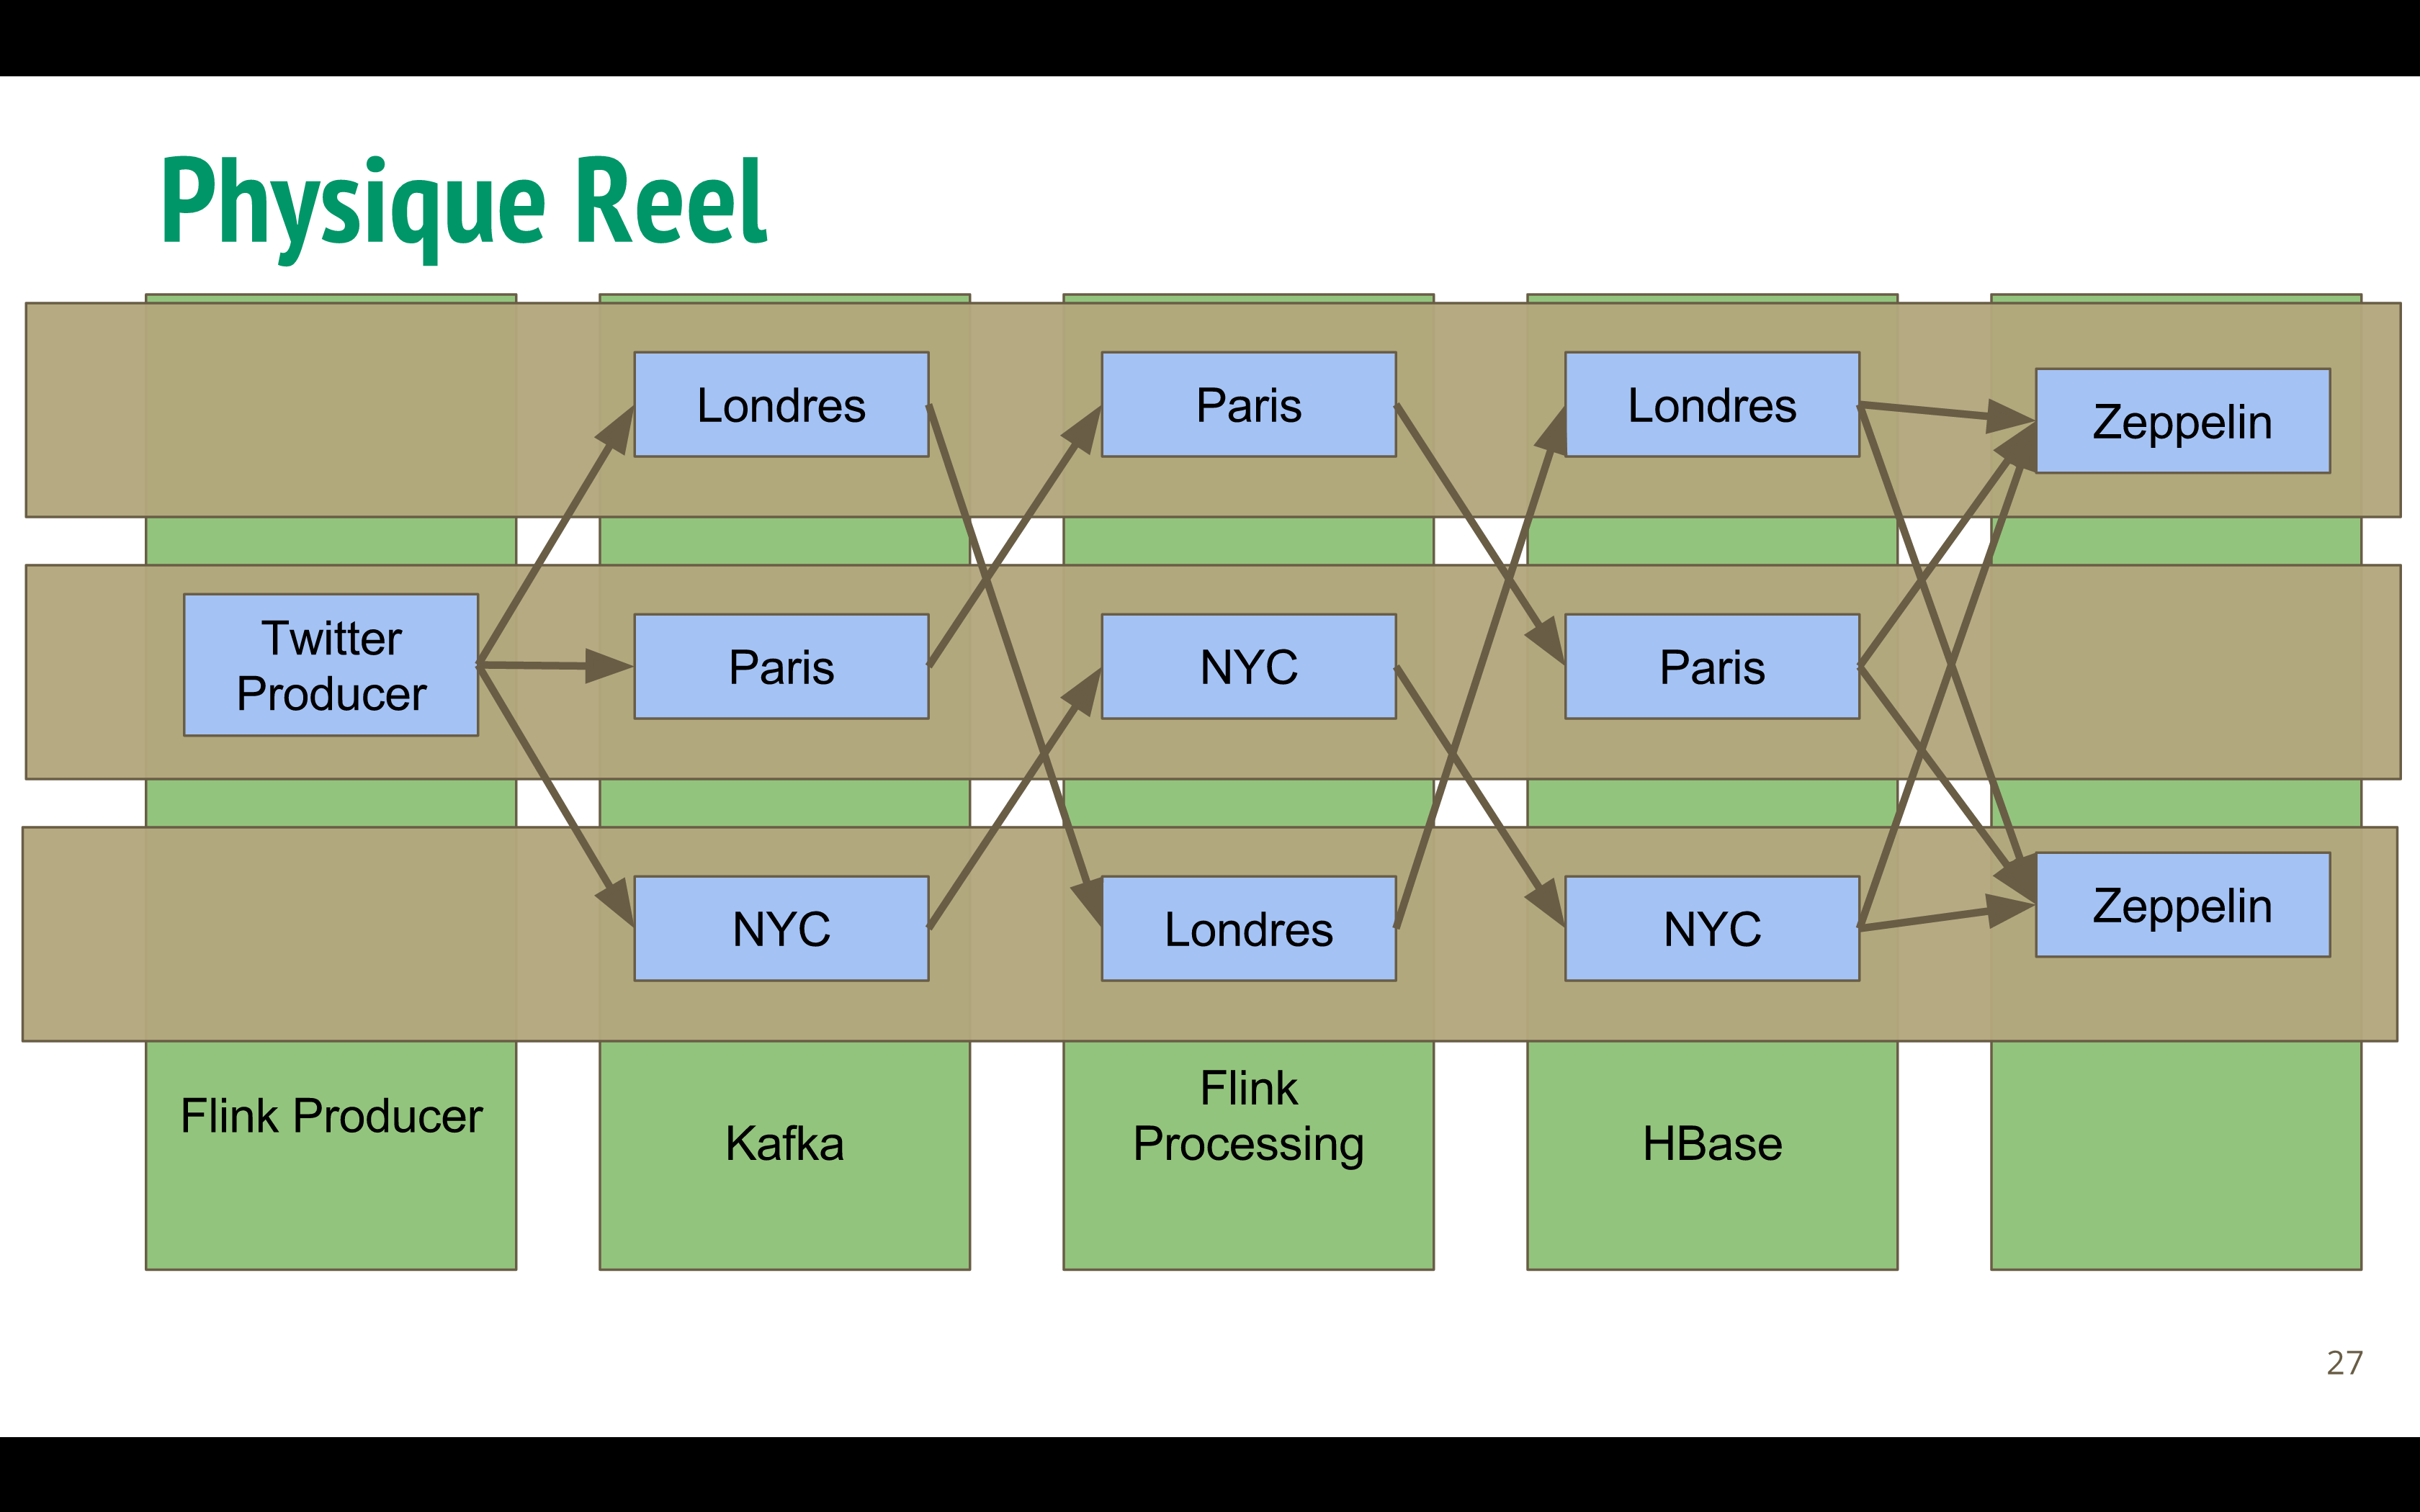 Physique Reel
Londres
Paris
Londres
Zeppelin
Twitter
Producer
Paris
NYC
Paris
NYC
Londres
NYC
Zeppelin
Flink Producer
Kafka
Flink
Processing
HBase
27